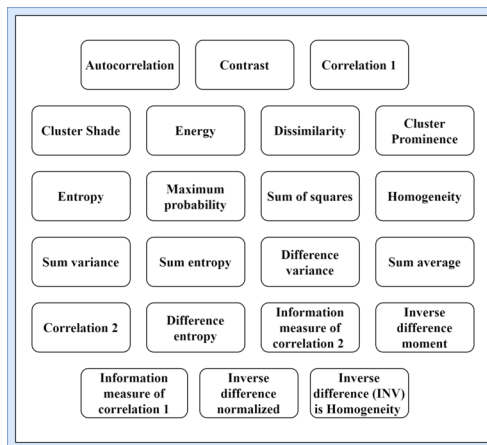 Autocorrelation
Contrast
Correlation 1
Cluster Shade
Energy
Dissimilarity
Cluster
Prominence
Entropy
Maximum
probability
Sum of squares
Homogeneity
Sum variance
Sum entropy
Difference
variance
Sum average
Correlation 2
Difference
entropy
Information
measure of
correlation 2
Inverse
difference
moment
Information
measure of
correlation 1
Inverse
difference
normalized
Inverse
difference (INV)
is Homogeneity